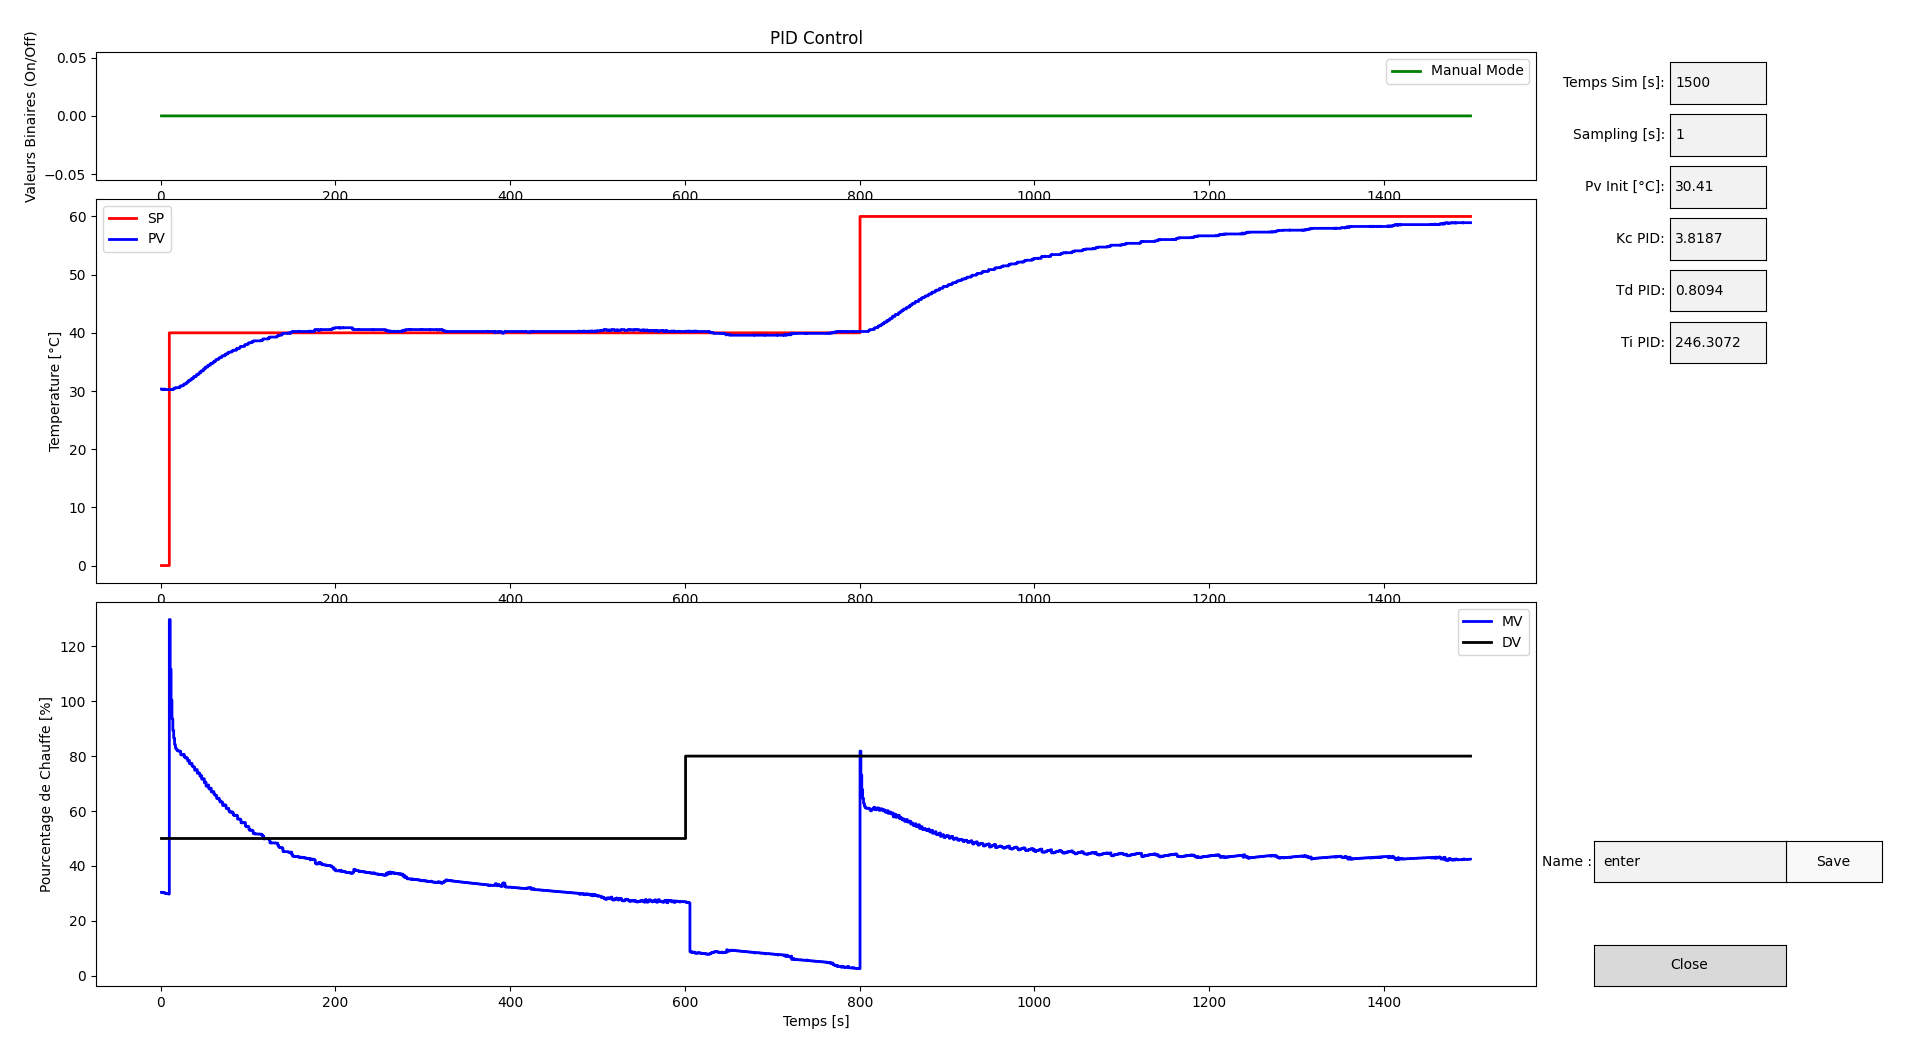 PID Control
Valeurs Binaires (On/Off)
0.05
0.00
−0.05
Manual Mode
0 200 400 600 800 1000 1200 1400
Temperature [°C]
60
50
40
30
20
10
0
SP
PV
0 200 400 600 800 1000 1200 1400
Pourcentage de Chauffe [%]
120
100
80
60
40
20
0
MV
DV
0 200 400 600 800 1000 1200 1400
Temps [s]
Temps Sim [s]: 1500
Sampling [s]: 1
Pv Init [°C]: 30.41
Kc PID: 3.8187
Td PID: 0.8094
Ti PID: 246.3072
Name : enter Save
Close